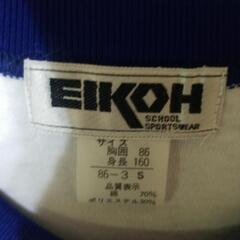 EIKOH
SCHOOL
SPORTSWEAR
サイズ
胸囲 86
身長 160
86-3 S
品質表示
綿 70%
ポリエステル 30%